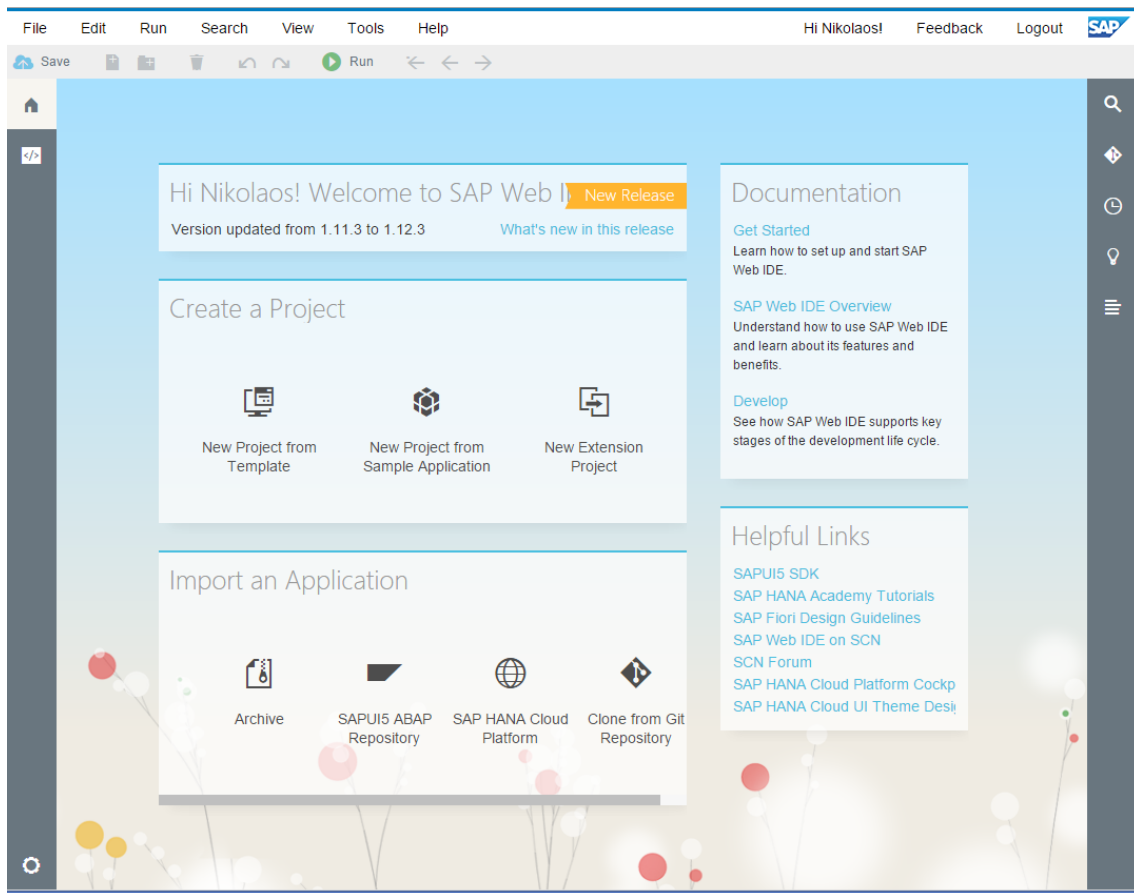 File Edit Run Search View Tools Help Hi Nikolaos! Feedback Logout SAP
Save Run
Hi Nikolaos! Welcome to SAP Web I
New Release
Version updated from 1.11.3 to 1.12.3 What's new in this release
Create a Project
New Project from
Template
New Project from
Sample Application
New Extension
Project
Import an Application
Archive
SAPUI5 ABAP
Repository
SAP HANA Cloud
Platform
Clone from Git
Repository
Documentation
Get Started
Learn how to set up and start SAP
Web IDE.
SAP Web IDE Overview
Understand how to use SAP Web IDE
and learn about its features and
benefits.
Develop
See how SAP Web IDE supports key
stages of the development life cycle.
Helpful Links
SAPUI5 SDK
SAP HANA Academy Tutorials
SAP Fiori Design Guidelines
SAP Web IDE on SCN
SCN Forum
SAP HANA Cloud Platform Cockp
SAP HANA Cloud UI Theme Desi